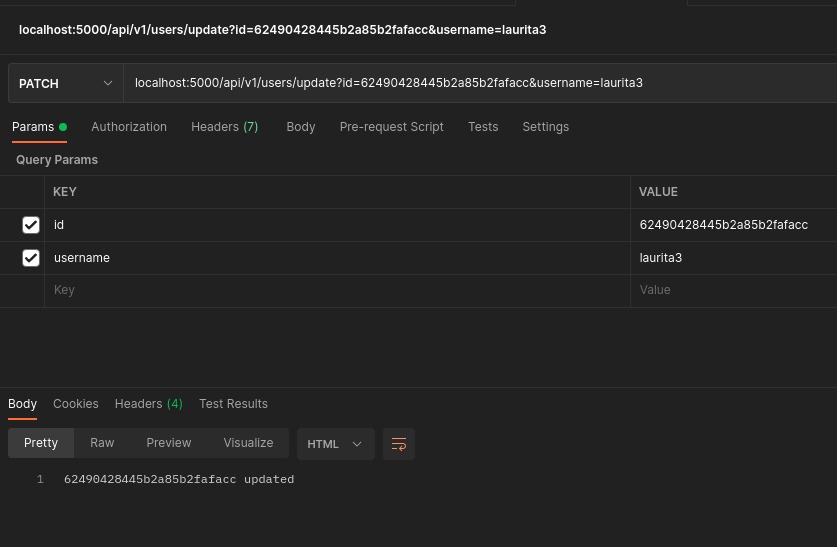 localhost:5000/api/v1/users/update?id=62490428445b2a85b2fafacc&username=laurita3
PATCH localhost:5000/api/v1/users/update?id=62490428445b2a85b2fafacc&username=laurita3
Params Authorization Headers (7) Body Pre-request Script Tests Settings
Query Params
KEY VALUE
id 62490428445b2a85b2fafacc
username laurita3
Key Value
Body Cookies Headers (4) Test Results
Pretty Raw Preview Visualize HTML
1 62490428445b2a85b2fafacc updated